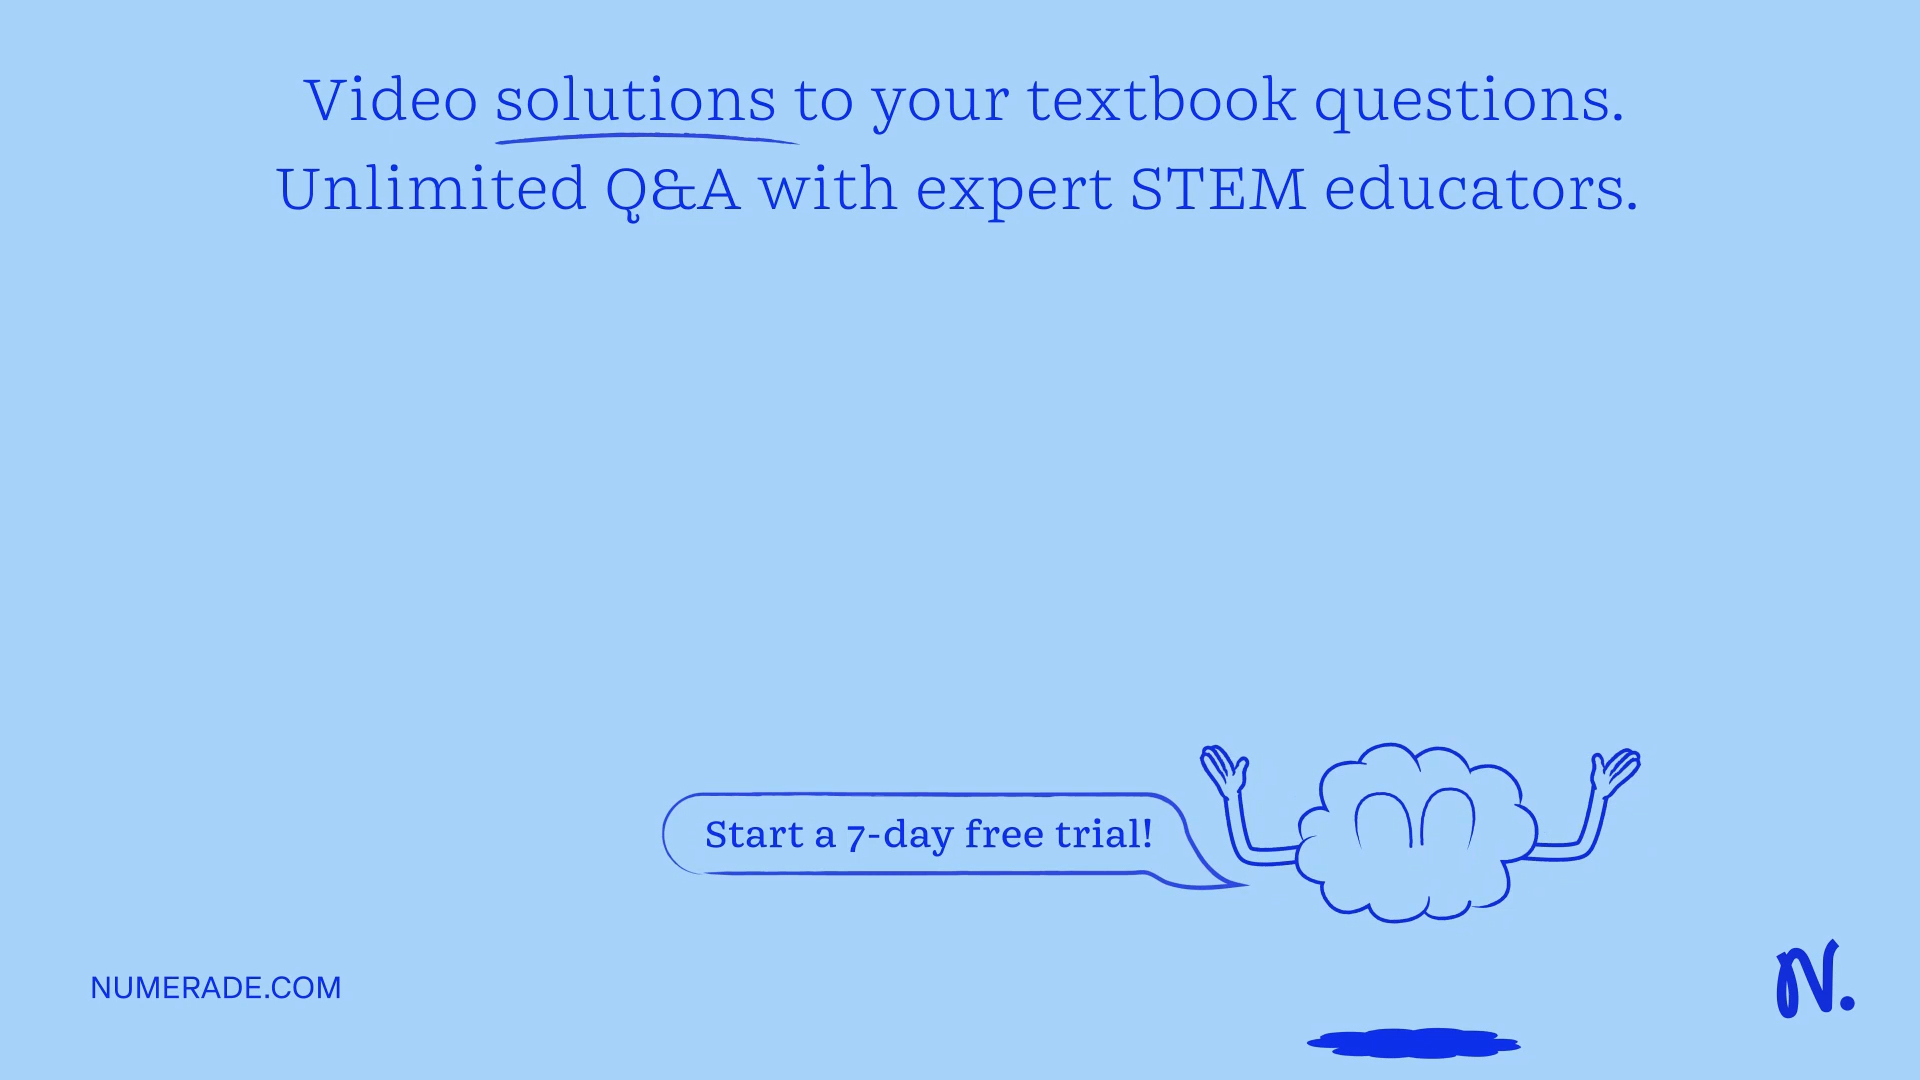 Video solutions to your textbook questions.
Unlimited Q&A with expert STEM educators.
Start a 7-day free trial!
NUMERADE.COM
N.